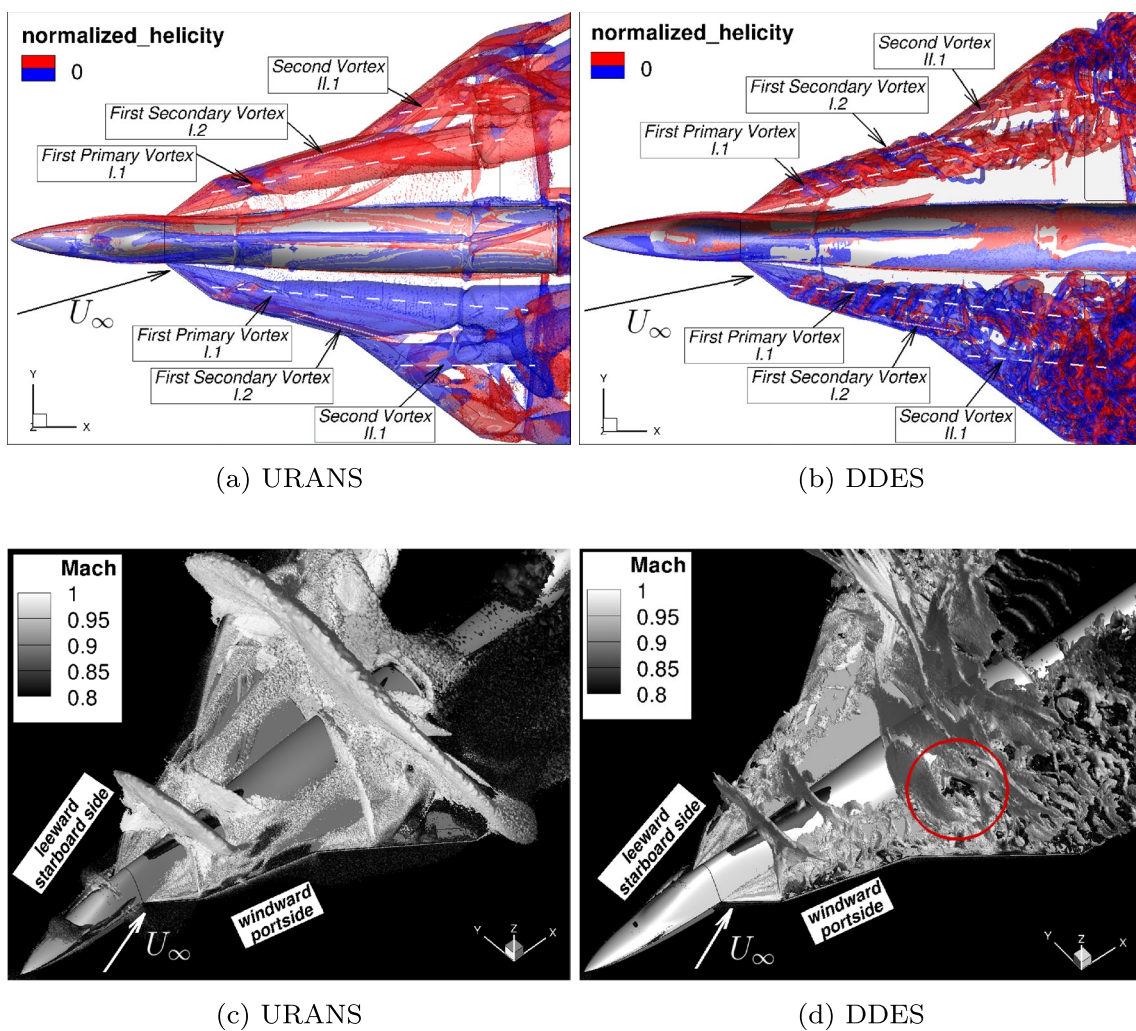 normalized_helicity
0
Second Vortex
II.1
First Secondary Vortex
I.2
First Primary Vortex
I.1
U∞
First Primary Vortex
I.1
First Secondary Vortex
I.2
Second Vortex
II.1
Y
Z
X
(a) URANS
normalized_helicity
0
Second Vortex
II.1
First Secondary Vortex
I.2
First Primary Vortex
I.1
U∞
First Primary Vortex
I.1
First Secondary Vortex
I.2
Second Vortex
II.1
Y
Z
X
(b) DDES
Mach
1
0.95
0.9
0.85
0.8
leeward
starboard side
windward
portside
U∞
Y
Z
X
(c) URANS
Mach
1
0.95
0.9
0.85
0.8
leeward
starboard side
windward
portside
U∞
Y
Z
X
(d) DDES